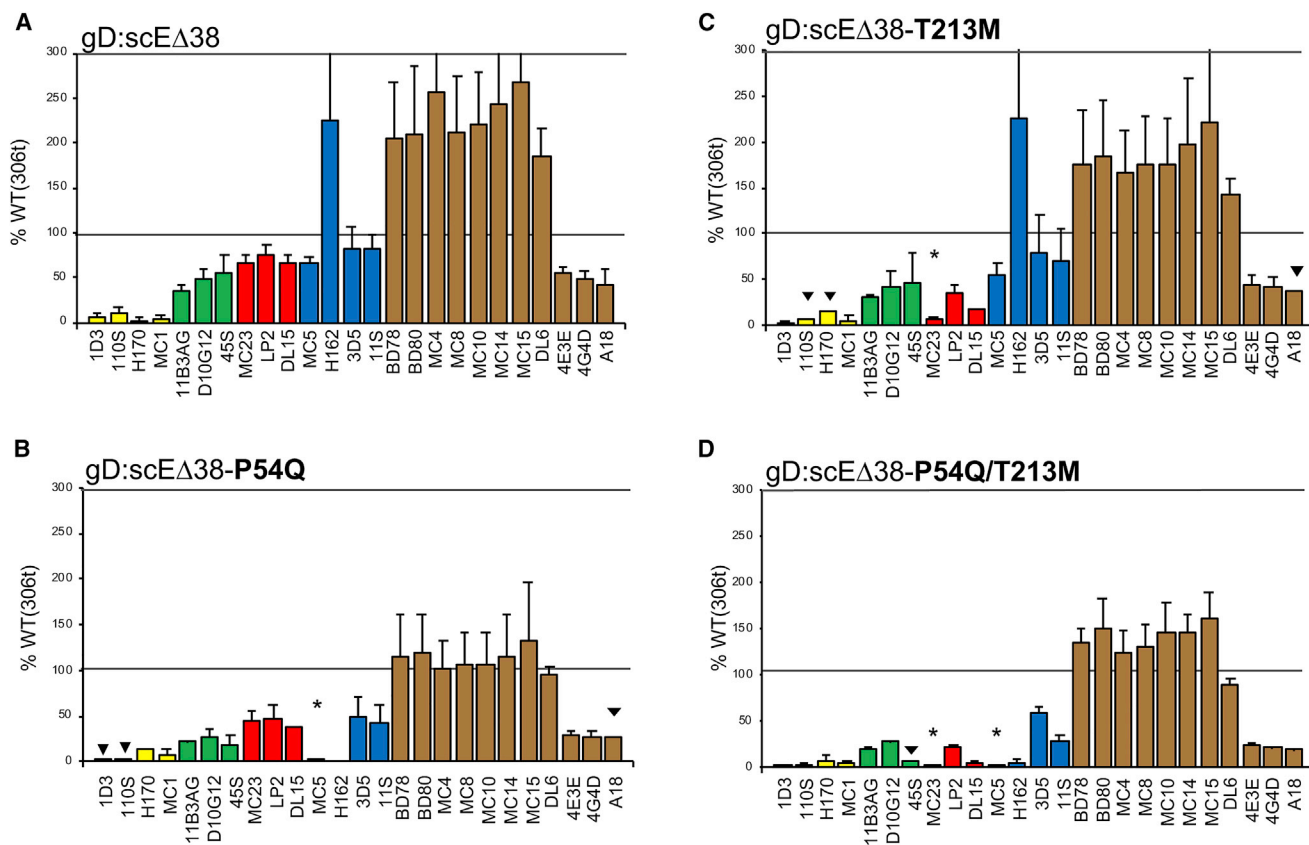 A
gD:scEΔ38
% WT(306t)
300
250
200
150
100
50
0
1D3
110S
H170
MC1
11B3AG
D10G12
45S
MC23
LP2
DL15
MC5
H162
3D5
11S
BD78
BD80
MC4
MC8
MC10
MC14
MC15
DL6
4E3E
4G4D
A18
B
gD:scEΔ38-P54Q
% WT(306t)
300
250
200
150
100
50
0
*
1D3
110S
H170
MC1
11B3AG
D10G12
45S
MC23
LP2
DL15
MC5
H162
3D5
11S
BD78
BD80
MC4
MC8
MC10
MC14
MC15
DL6
4E3E
4G4D
A18
C
gD:scEΔ38-T213M
% WT(306t)
300
250
200
150
100
50
0
*
1D3
110S
H170
MC1
11B3AG
D10G12
45S
MC23
LP2
DL15
MC5
H162
3D5
11S
BD78
BD80
MC4
MC8
MC10
MC14
MC15
DL6
4E3E
4G4D
A18
D
gD:scEΔ38-P54Q/T213M
% WT(306t)
300
250
200
150
100
50
0
* *
1D3
110S
H170
MC1
11B3AG
D10G12
45S
MC23
LP2
DL15
MC5
H162
3D5
11S
BD78
BD80
MC4
MC8
MC10
MC14
MC15
DL6
4E3E
4G4D
A18